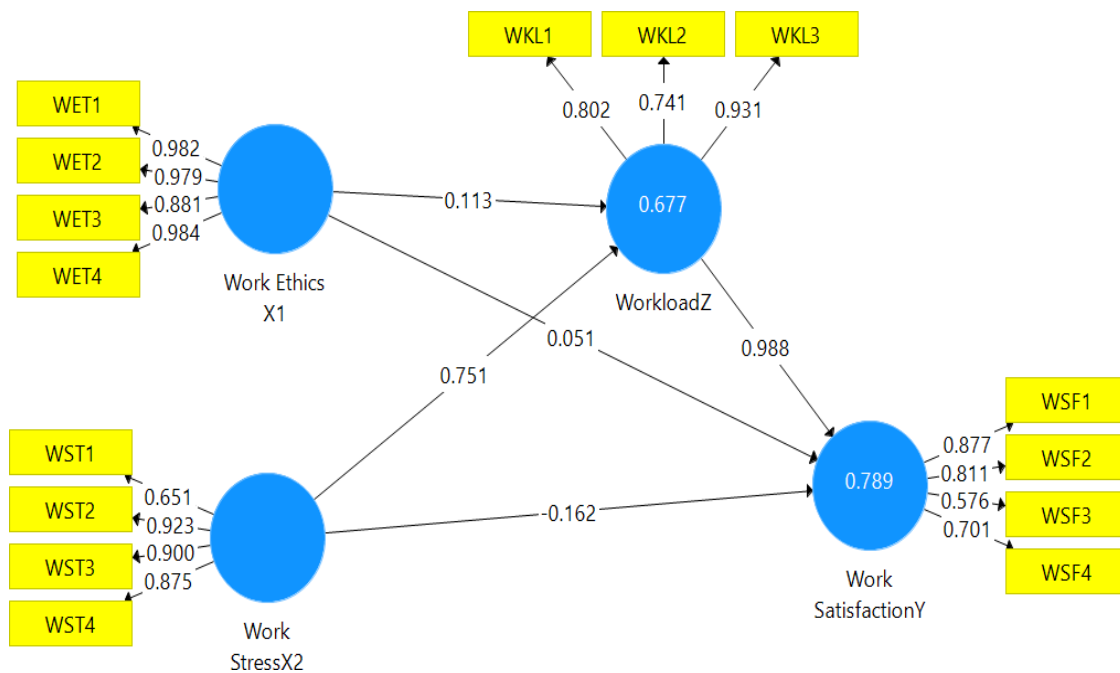 WKL1
WKL2
WKL3
0.802
0.741
0.931
WET1
WET2
WET3
WET4
0.982
0.979
0.881
0.984
Work Ethics
X1
0.113
0.677
WorkloadZ
0.051
0.751
0.988
WST1
WST2
WST3
WST4
0.651
0.923
0.900
0.875
Work
StressX2
-0.162
0.789
Work
SatisfactionY
0.877
0.811
0.576
0.701
WSF1
WSF2
WSF3
WSF4